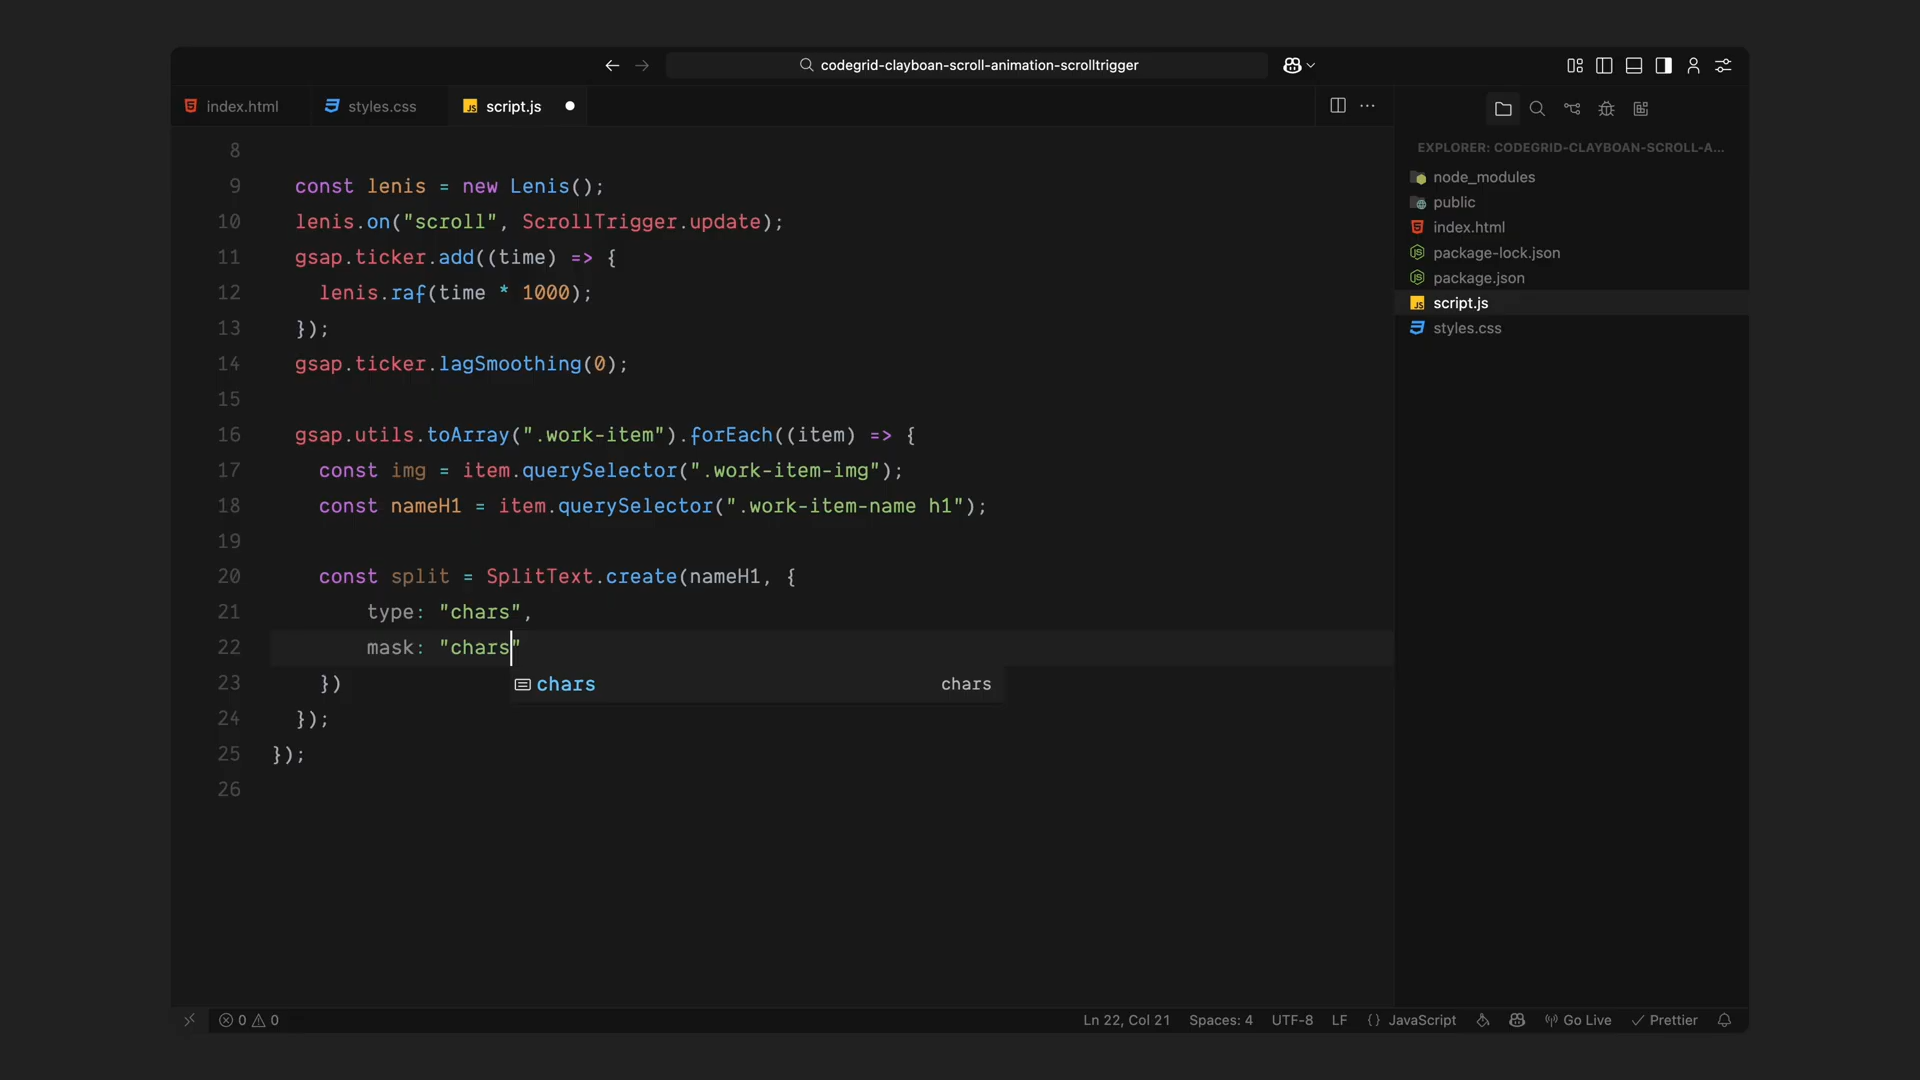 codegrid-clayboan-scroll-animation-scrolltrigger
index.html
styles.css
script.js
8
9 const lenis = new Lenis();
10 lenis.on("scroll", ScrollTrigger.update);
11 gsap.ticker.add((time) => {
12 lenis.raf(time * 1000);
13 });
14 gsap.ticker.lagSmoothing(0);
15
16 gsap.utils.toArray(".work-item").forEach((item) => {
17 const img = item.querySelector(".work-item-img");
18 const nameH1 = item.querySelector(".work-item-name h1");
19
20 const split = SplitText.create(nameH1, {
21 type: "chars",
22 mask: "chars"
23 })
chars chars
24 });
25 });
26
EXPLORER: CODEGRID-CLAYBOAN-SCROLL-A...
node_modules
public
index.html
package-lock.json
package.json
script.js
styles.css
0 0
Ln 22, Col 21 Spaces: 4 UTF-8 LF {} JavaScript Go Live Prettier